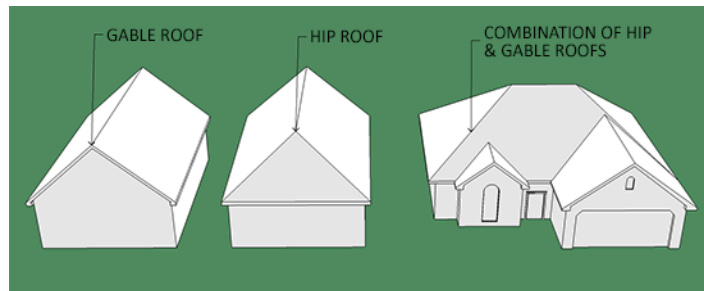 GABLE ROOF
HIP ROOF
COMBINATION OF HIP
& GABLE ROOFS